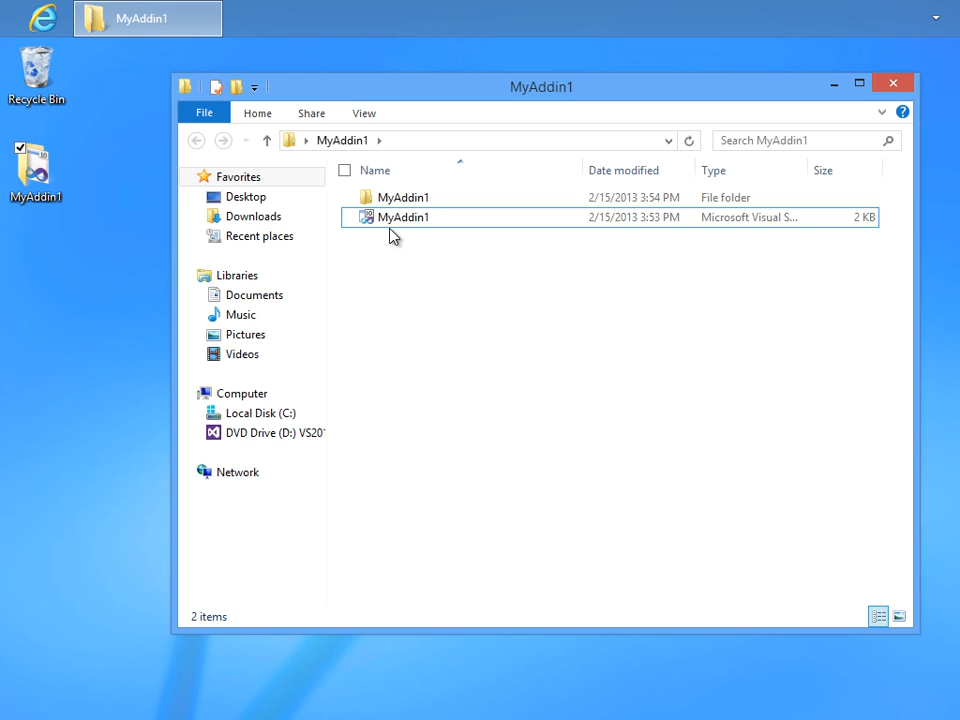 MyAddin1
Recycle Bin
MyAddin1
MyAddin1
File Home Share View
MyAddin1 Search MyAddin1
Name Date modified Type Size
Favorites
Desktop
Downloads
Recent places
Libraries
Documents
Music
Pictures
Videos
Computer
Local Disk (C:)
DVD Drive (D:) VS201
Network
MyAddin1 2/15/2013 3:54 PM File folder
MyAddin1 2/15/2013 3:53 PM Microsoft Visual S... 2 KB
2 items